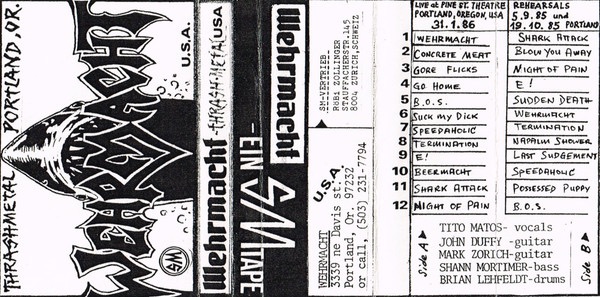 THRASHMETAL PORTLAND, OR.
WEHRMACHT
U.S.A.
Wehrmacht -THRASHMETAL USA
Wehrmacht
-EIN SM TAPE
SM-VERTRIEB
RöBi ZOLLINGER
STAUFFACHERSTR.145
8004 ZÜRICH,SCHWEIZ
U.S.A.
WEHRMACHT
3339 ne Davis st.
Portland, Or. 97232
or call, (503) 231-7794
LIVE at PINE ST. THEATRE
PORTLAND, OREGON, USA
31.1.86
1 WEHRMACHT
2 CONCRETE MEAT
3 GORE FLICKS
4 GO HOME
5 B.O.S.
6 SUCK MY DICK
7 SPEEDAHOLIC
8 TERMINATION
9 E!
10 BEERMACHT
11 SHARK ATTACK
12 NIGHT OF PAIN
REHEARSALS
5.9.85 und
19.10.85 PORTLAND
SHARK ATTACK
BLOW YOU AWAY
NIGHT OF PAIN
E!
SUDDEN DEATH
WEHRMACHT
TERMINATION
NAPALM SHOWER
LAST JUDGEMENT
SPEEDAHOLIC
POSSESSED PUPPY
B.O.S.
Side A
TITO MATOS- vocals
JOHN DUFFY -guitar
MARK ZORICH-guitar
SHANN MORTIMER-bass
BRIAN LEHFELDT-drums
Side B